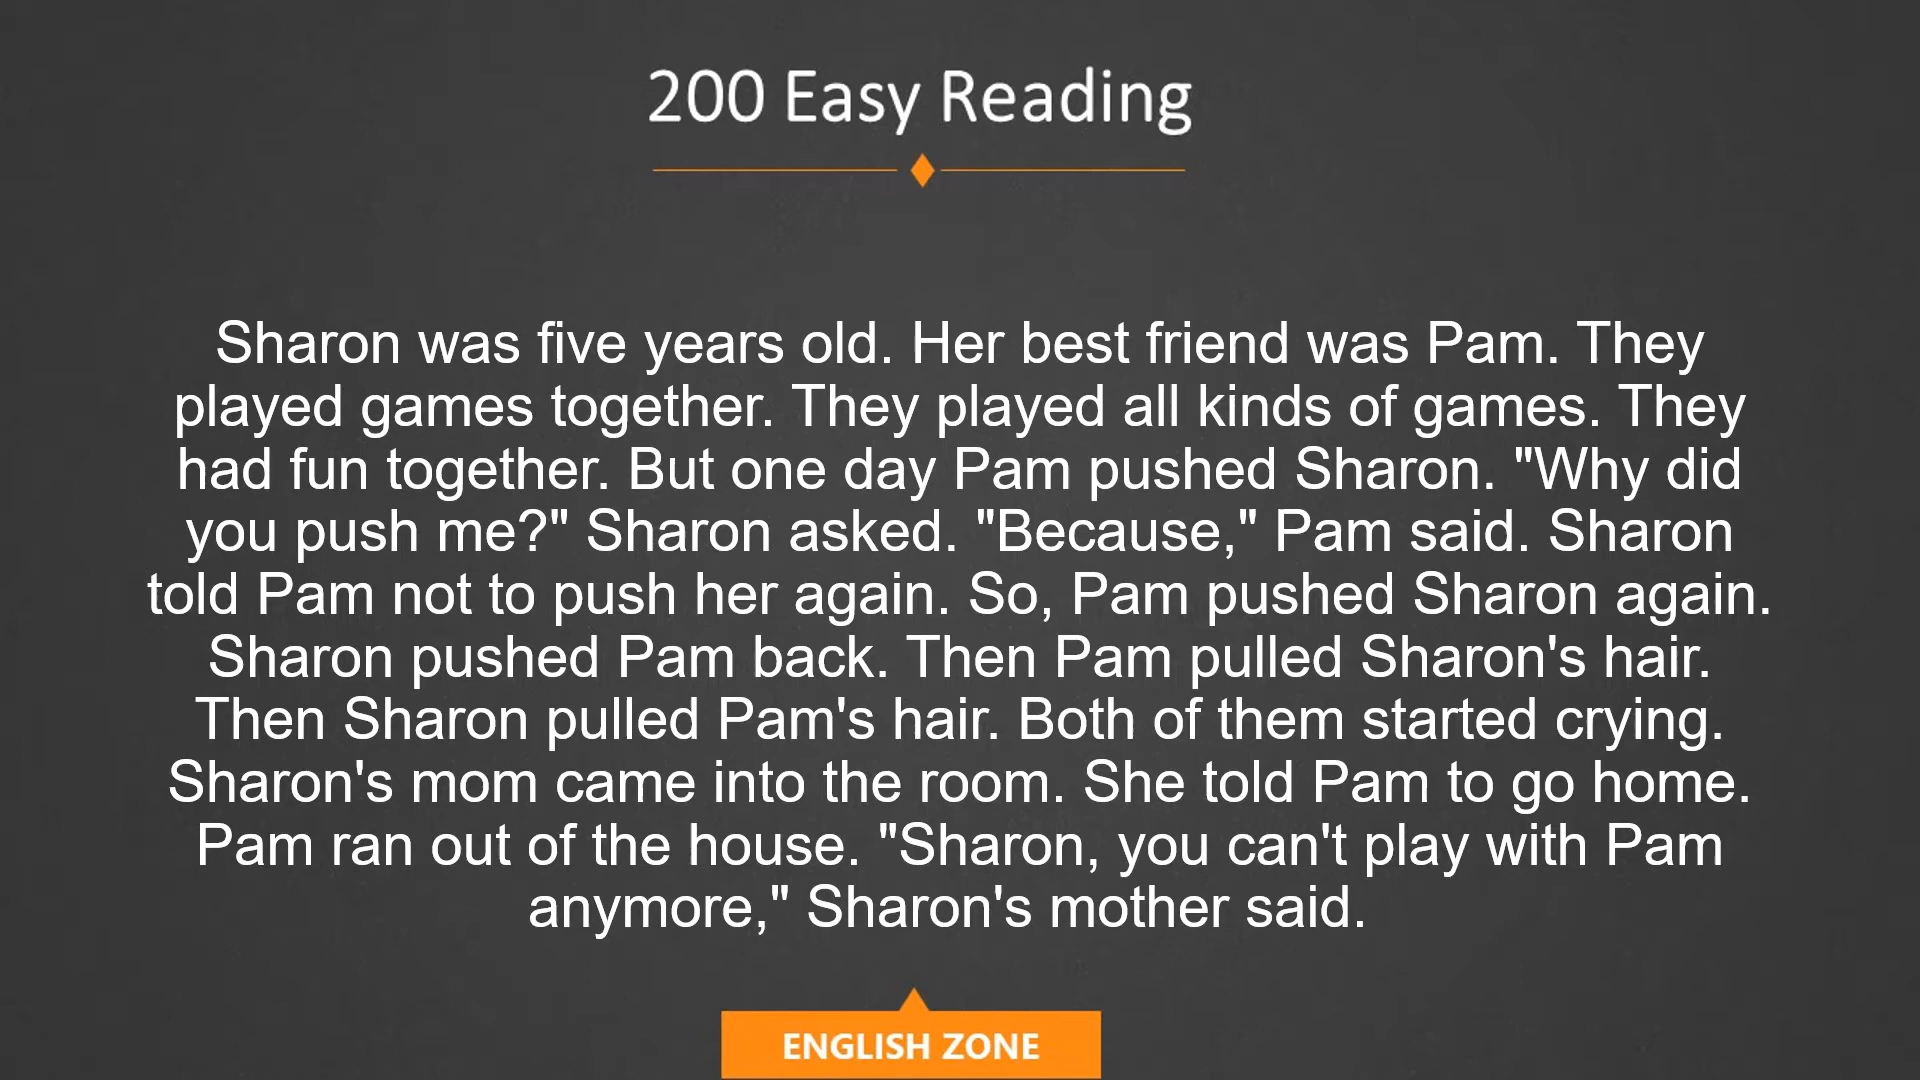 200 Easy Reading
Sharon was five years old. Her best friend was Pam. They
played games together. They played all kinds of games. They
had fun together. But one day Pam pushed Sharon. "Why did
you push me?" Sharon asked. "Because," Pam said. Sharon
told Pam not to push her again. So, Pam pushed Sharon again.
Sharon pushed Pam back. Then Pam pulled Sharon's hair.
Then Sharon pulled Pam's hair. Both of them started crying.
Sharon's mom came into the room. She told Pam to go home.
Pam ran out of the house. "Sharon, you can't play with Pam
anymore," Sharon's mother said.
ENGLISH ZONE